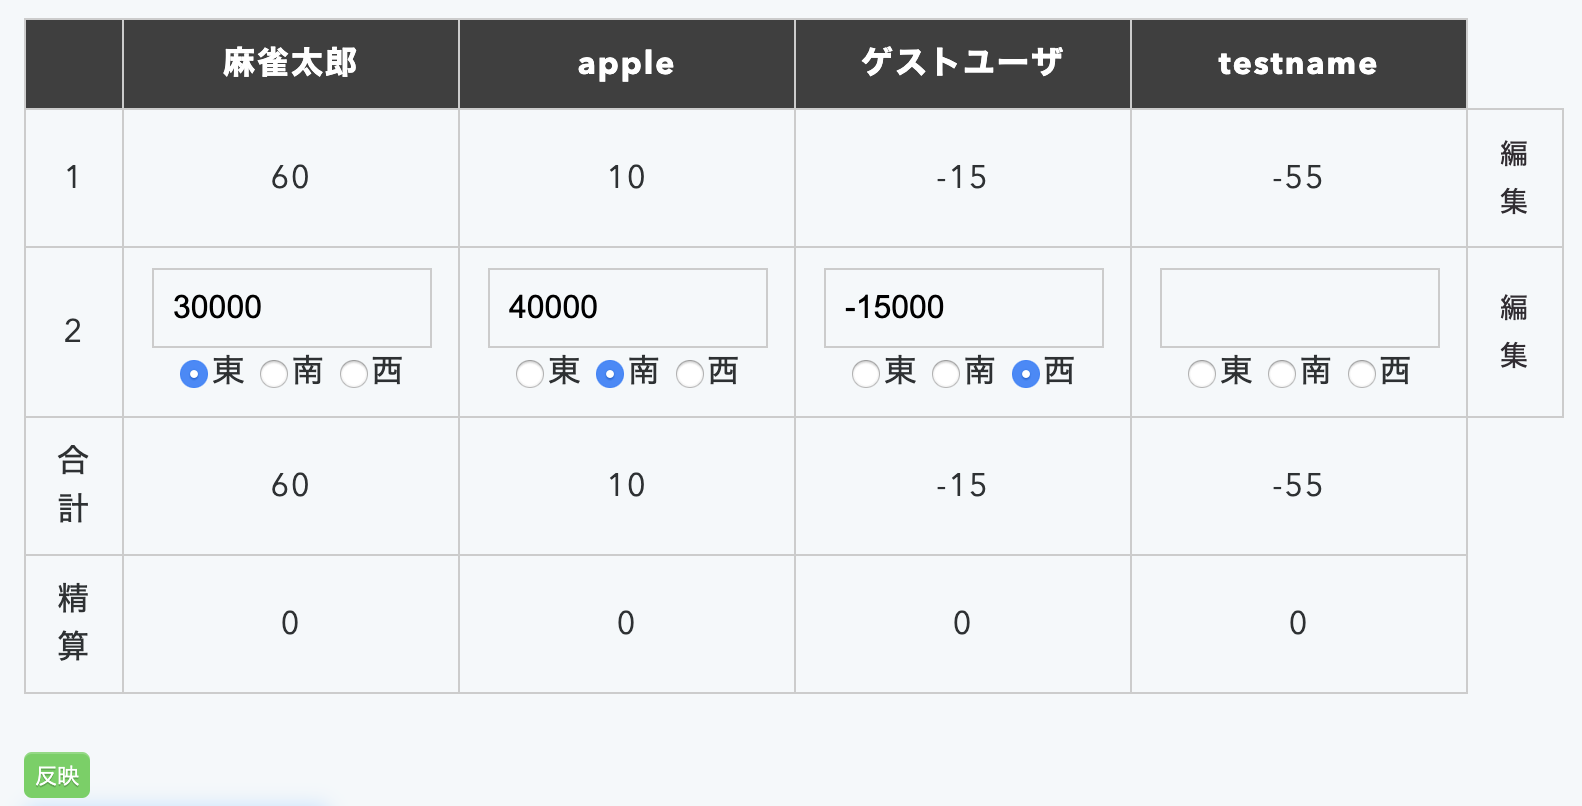 麻雀太郎 apple ゲストユーザ testname
1 60 10 -15 -55 編
集
2 30000 40000 -15000 編
集
東 南 西 東 南 西 東 南 西 東 南 西
合
計 60 10 -15 -55
精
算 0 0 0 0
反映